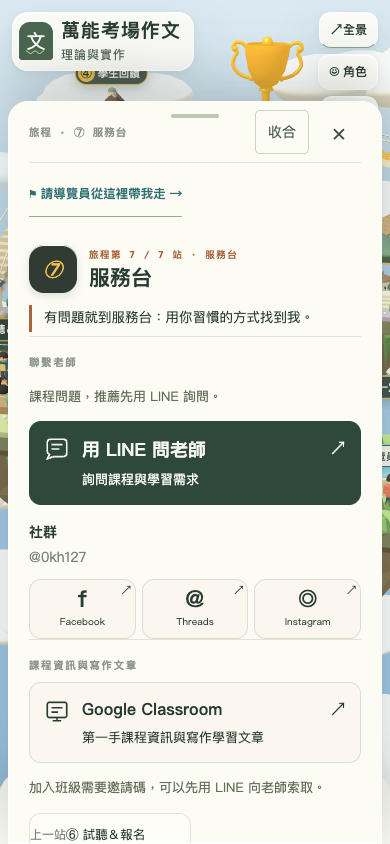 文
萬能考場作文
理論與實作
↗全景
☺ 角色
④ 學生回饋
旅程 · ⑦ 服務台
收合
✕
⚑ 請導覽員從這裡帶我走 →
⑦
旅程第 7 / 7 站 · 服務台
服務台
有問題就到服務台：用你習慣的方式找到我。
聯繫老師
課程問題，推薦先用 LINE 詢問。
用 LINE 問老師 ↗
詢問課程與學習需求
社群
@0kh127
f ↗ @ ↗ ◎ ↗
Facebook Threads Instagram
課程資訊與寫作文章
Google Classroom ↗
第一手課程資訊與寫作學習文章
加入班級需要邀請碼，可以先用 LINE 向老師索取。
上一站⑥ 試聽＆報名